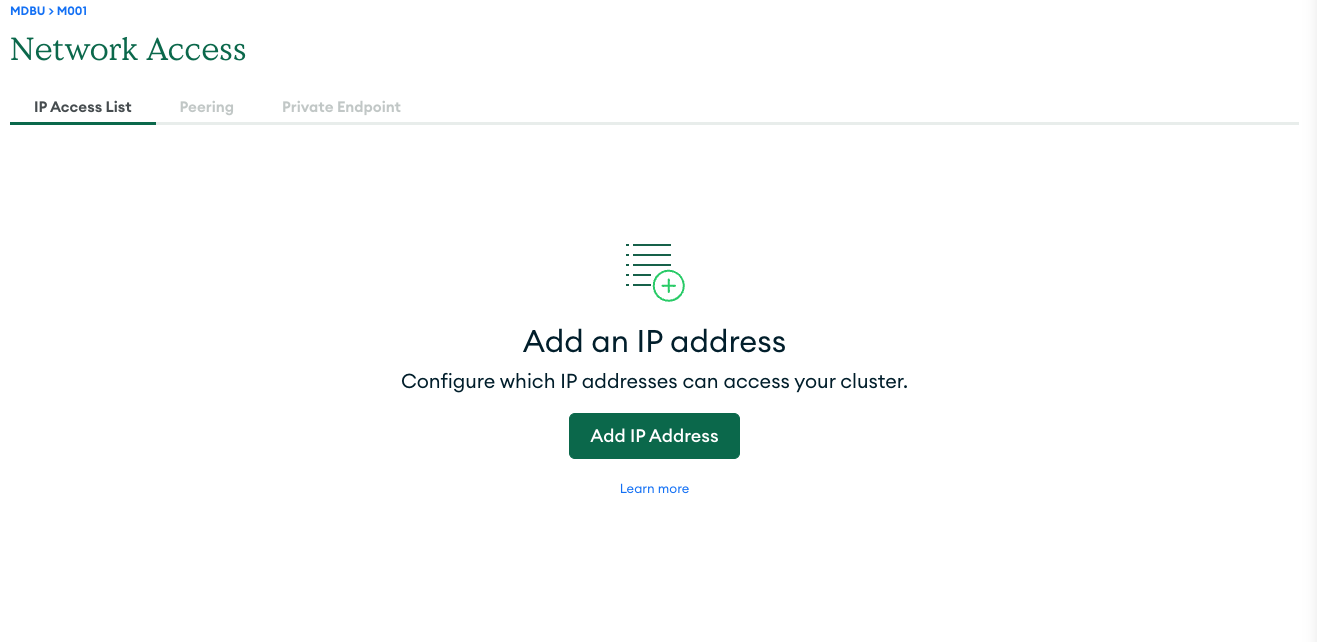 MDBU > M001
Network Access
IP Access List Peering Private Endpoint
Add an IP address
Configure which IP addresses can access your cluster.
Add IP Address
Learn more